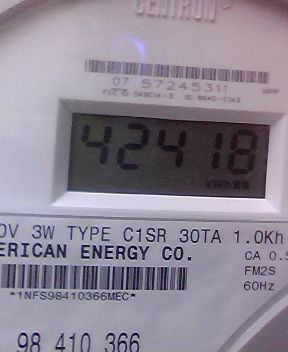 CENTRON
07 57245311 HPP
42418
kWh
0V 3W TYPE C1SR 30TA 1.0Kh
ERICAN ENERGY CO.
CA 0.5
FM2S
*1NFS98410366MEC*
60Hz
98 410 366